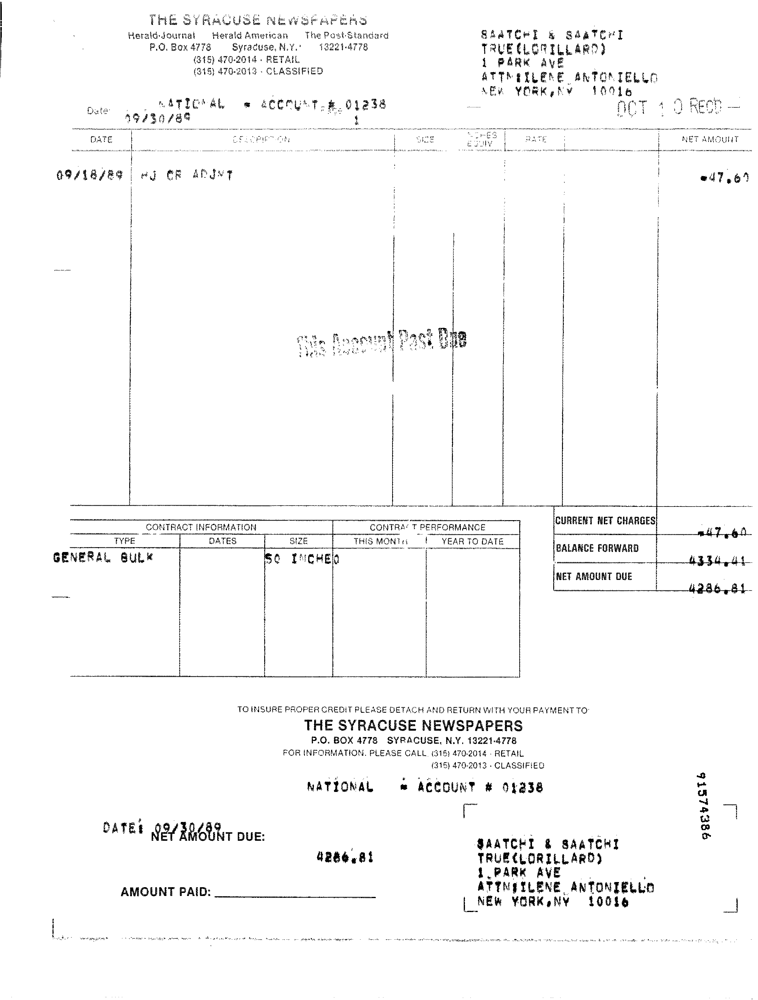 THE SYRACUSE NEWSPAPERS
Herald-Journal Herald American The Post-Standard
P.O. Box 4778 Syracuse, N.Y. 13221-4778
(315) 470-2014 - RETAIL
(315) 470-2013 - CLASSIFIED
SAATCHI & SAATCHI
TRUE(LORILLARD)
1 PARK AVE
ATTN:ILENE ANTONIELLO
NEW YORK,NY 10016
OCT 10 RECD
NATIONAL - ACCOUNT # 01238
Date: 09/30/89 1
DATE DESCRIPTION SIZE INCHES EQUIV. RATE NET AMOUNT
09/18/89 HJ CR ADJMT -47.60
This Account Past Due
CURRENT NET CHARGES -47.60
BALANCE FORWARD 4334.41
NET AMOUNT DUE 4286.81
CONTRACT INFORMATION CONTRACT PERFORMANCE
TYPE DATES SIZE THIS MONTH YEAR TO DATE
GENERAL BULK 50 INCHES
TO INSURE PROPER CREDIT PLEASE DETACH AND RETURN WITH YOUR PAYMENT TO:
THE SYRACUSE NEWSPAPERS
P.O. BOX 4778 SYRACUSE, N.Y. 13221-4778
FOR INFORMATION, PLEASE CALL (315) 470-2014 - RETAIL
(315) 470-2013 - CLASSIFIED
NATIONAL - ACCOUNT # 01238
91574386
DATE: 09/30/89
NET AMOUNT DUE:
4286.81
AMOUNT PAID:
SAATCHI & SAATCHI
TRUE(LORILLARD)
1 PARK AVE
ATTN:ILENE ANTONIELLO
NEW YORK,NY 10016